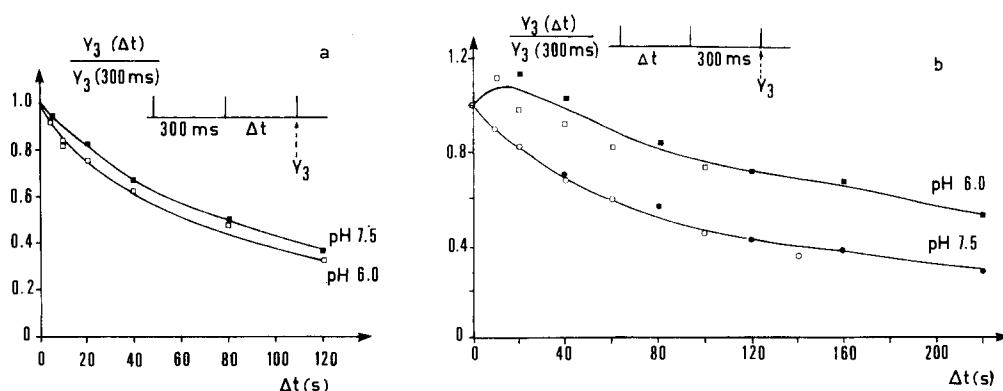 a
Y₃ (Δt)
Y₃ (300 ms)
300 ms
Δt
Y₃
1.0
0.8
0.6
0.4
0.2
0
pH 7.5
pH 6.0
0 20 40 60 80 100 120
Δt(s)
b
Y₃ (Δt)
Y₃ (300ms)
Δt
300 ms
Y₃
1.2
0.8
0.4
0
pH 6.0
pH 7.5
0 40 80 120 160 200
Δt(s)